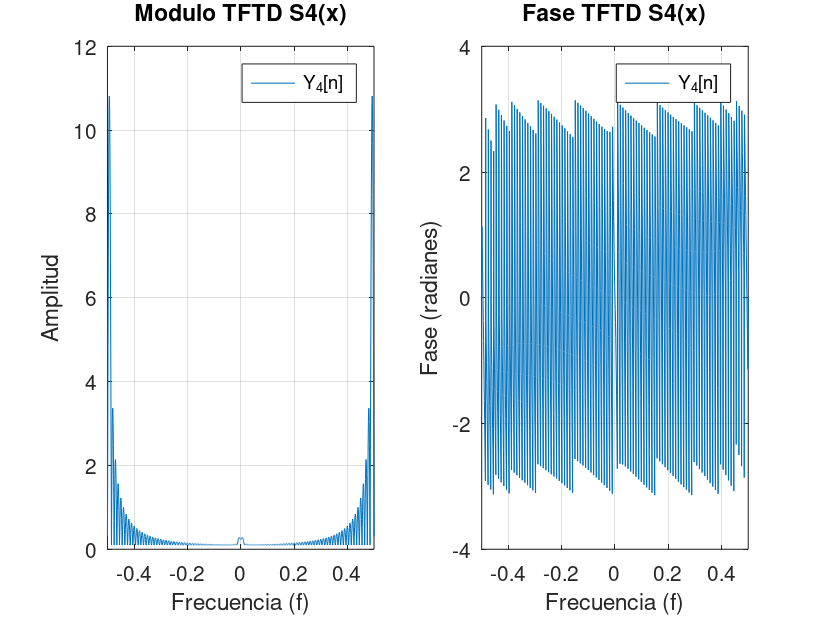 Modulo TFTD S4(x)
Y4[n]
12
10
8
6
4
2
0
-0.4 -0.2 0 0.2 0.4
Amplitud
Frecuencia (f)
Fase TFTD S4(x)
Y4[n]
4
2
0
-2
-4
-0.4 -0.2 0 0.2 0.4
Fase (radianes)
Frecuencia (f)